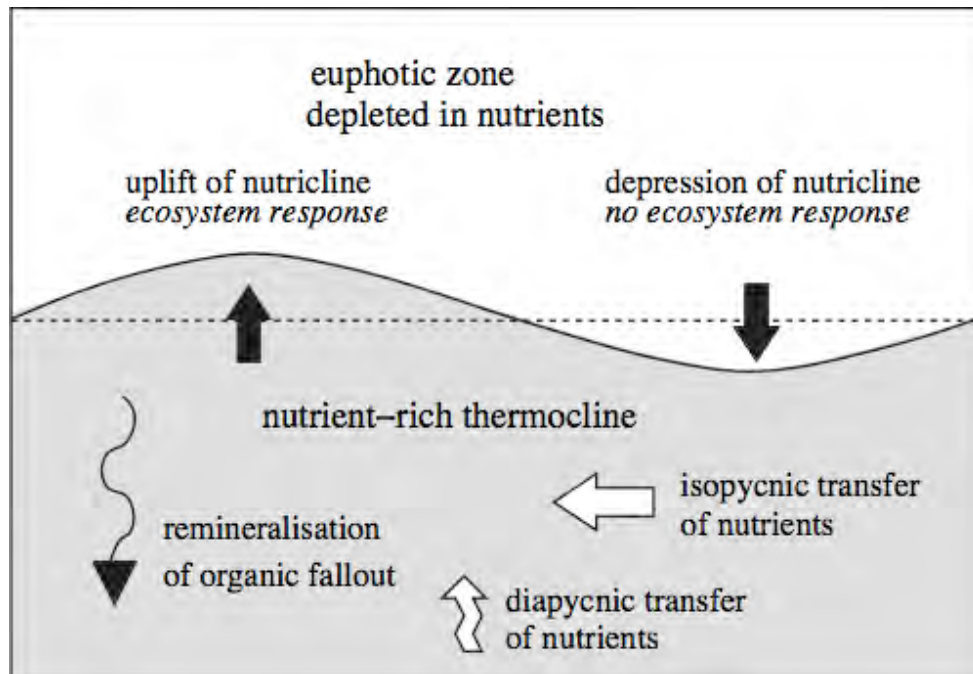 euphotic zone
depleted in nutrients
uplift of nutricline
ecosystem response
depression of nutricline
no ecosystem response
nutrient–rich thermocline
isopycnic transfer
of nutrients
remineralisation
of organic fallout
diapycnic transfer
of nutrients